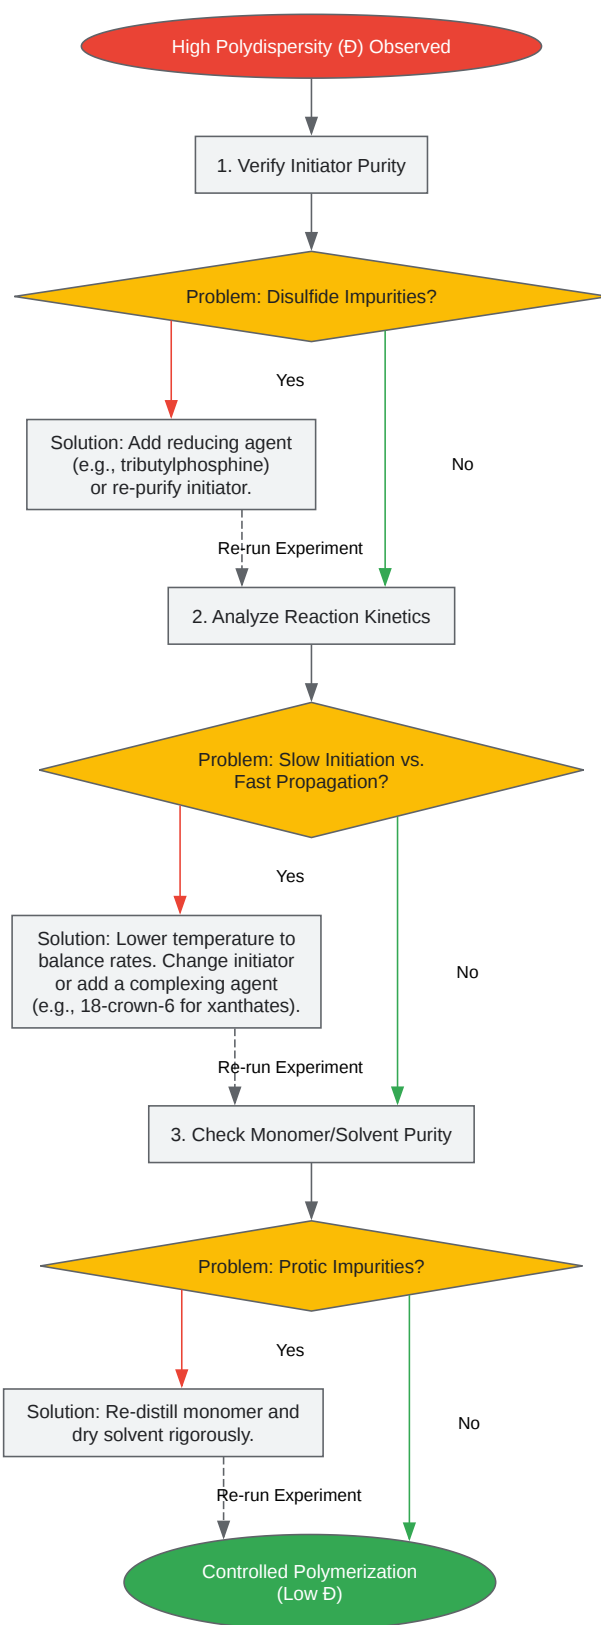 High Polydispersity (Đ) Observed
1. Verify Initiator Purity
Problem: Disulfide Impurities?
Yes
Solution: Add reducing agent
(e.g., tributylphosphine)
or re-purify initiator.
No
Re-run Experiment
2. Analyze Reaction Kinetics
Problem: Slow Initiation vs.
Fast Propagation?
Yes
Solution: Lower temperature to
balance rates. Change initiator
or add a complexing agent
(e.g., 18-crown-6 for xanthates).
No
Re-run Experiment
3. Check Monomer/Solvent Purity
Problem: Protic Impurities?
Yes
Solution: Re-distill monomer and
dry solvent rigorously.
No
Re-run Experiment
Controlled Polymerization
(Low Đ)